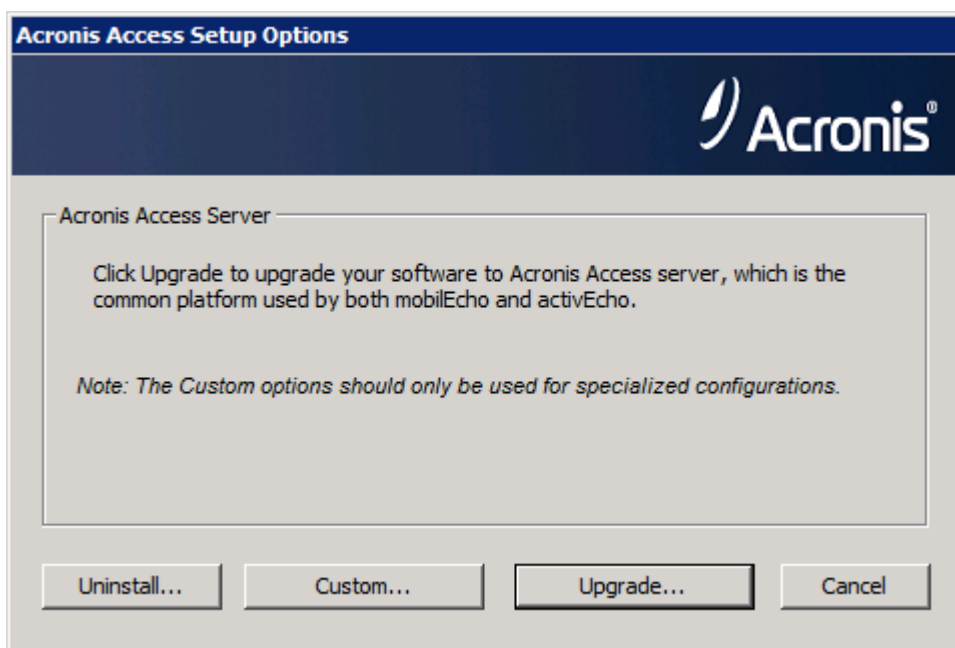 Acronis Access Setup Options
Acronis®
Acronis Access Server
Click Upgrade to upgrade your software to Acronis Access server, which is the
common platform used by both mobilEcho and activEcho.
Note: The Custom options should only be used for specialized configurations.
Uninstall... Custom... Upgrade... Cancel